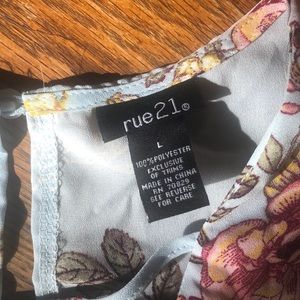 rue21®
L
100% POLYESTER
EXCLUSIVE
OF TRIMS
MADE IN CHINA
RN 70829
SEE REVERSE
FOR CARE